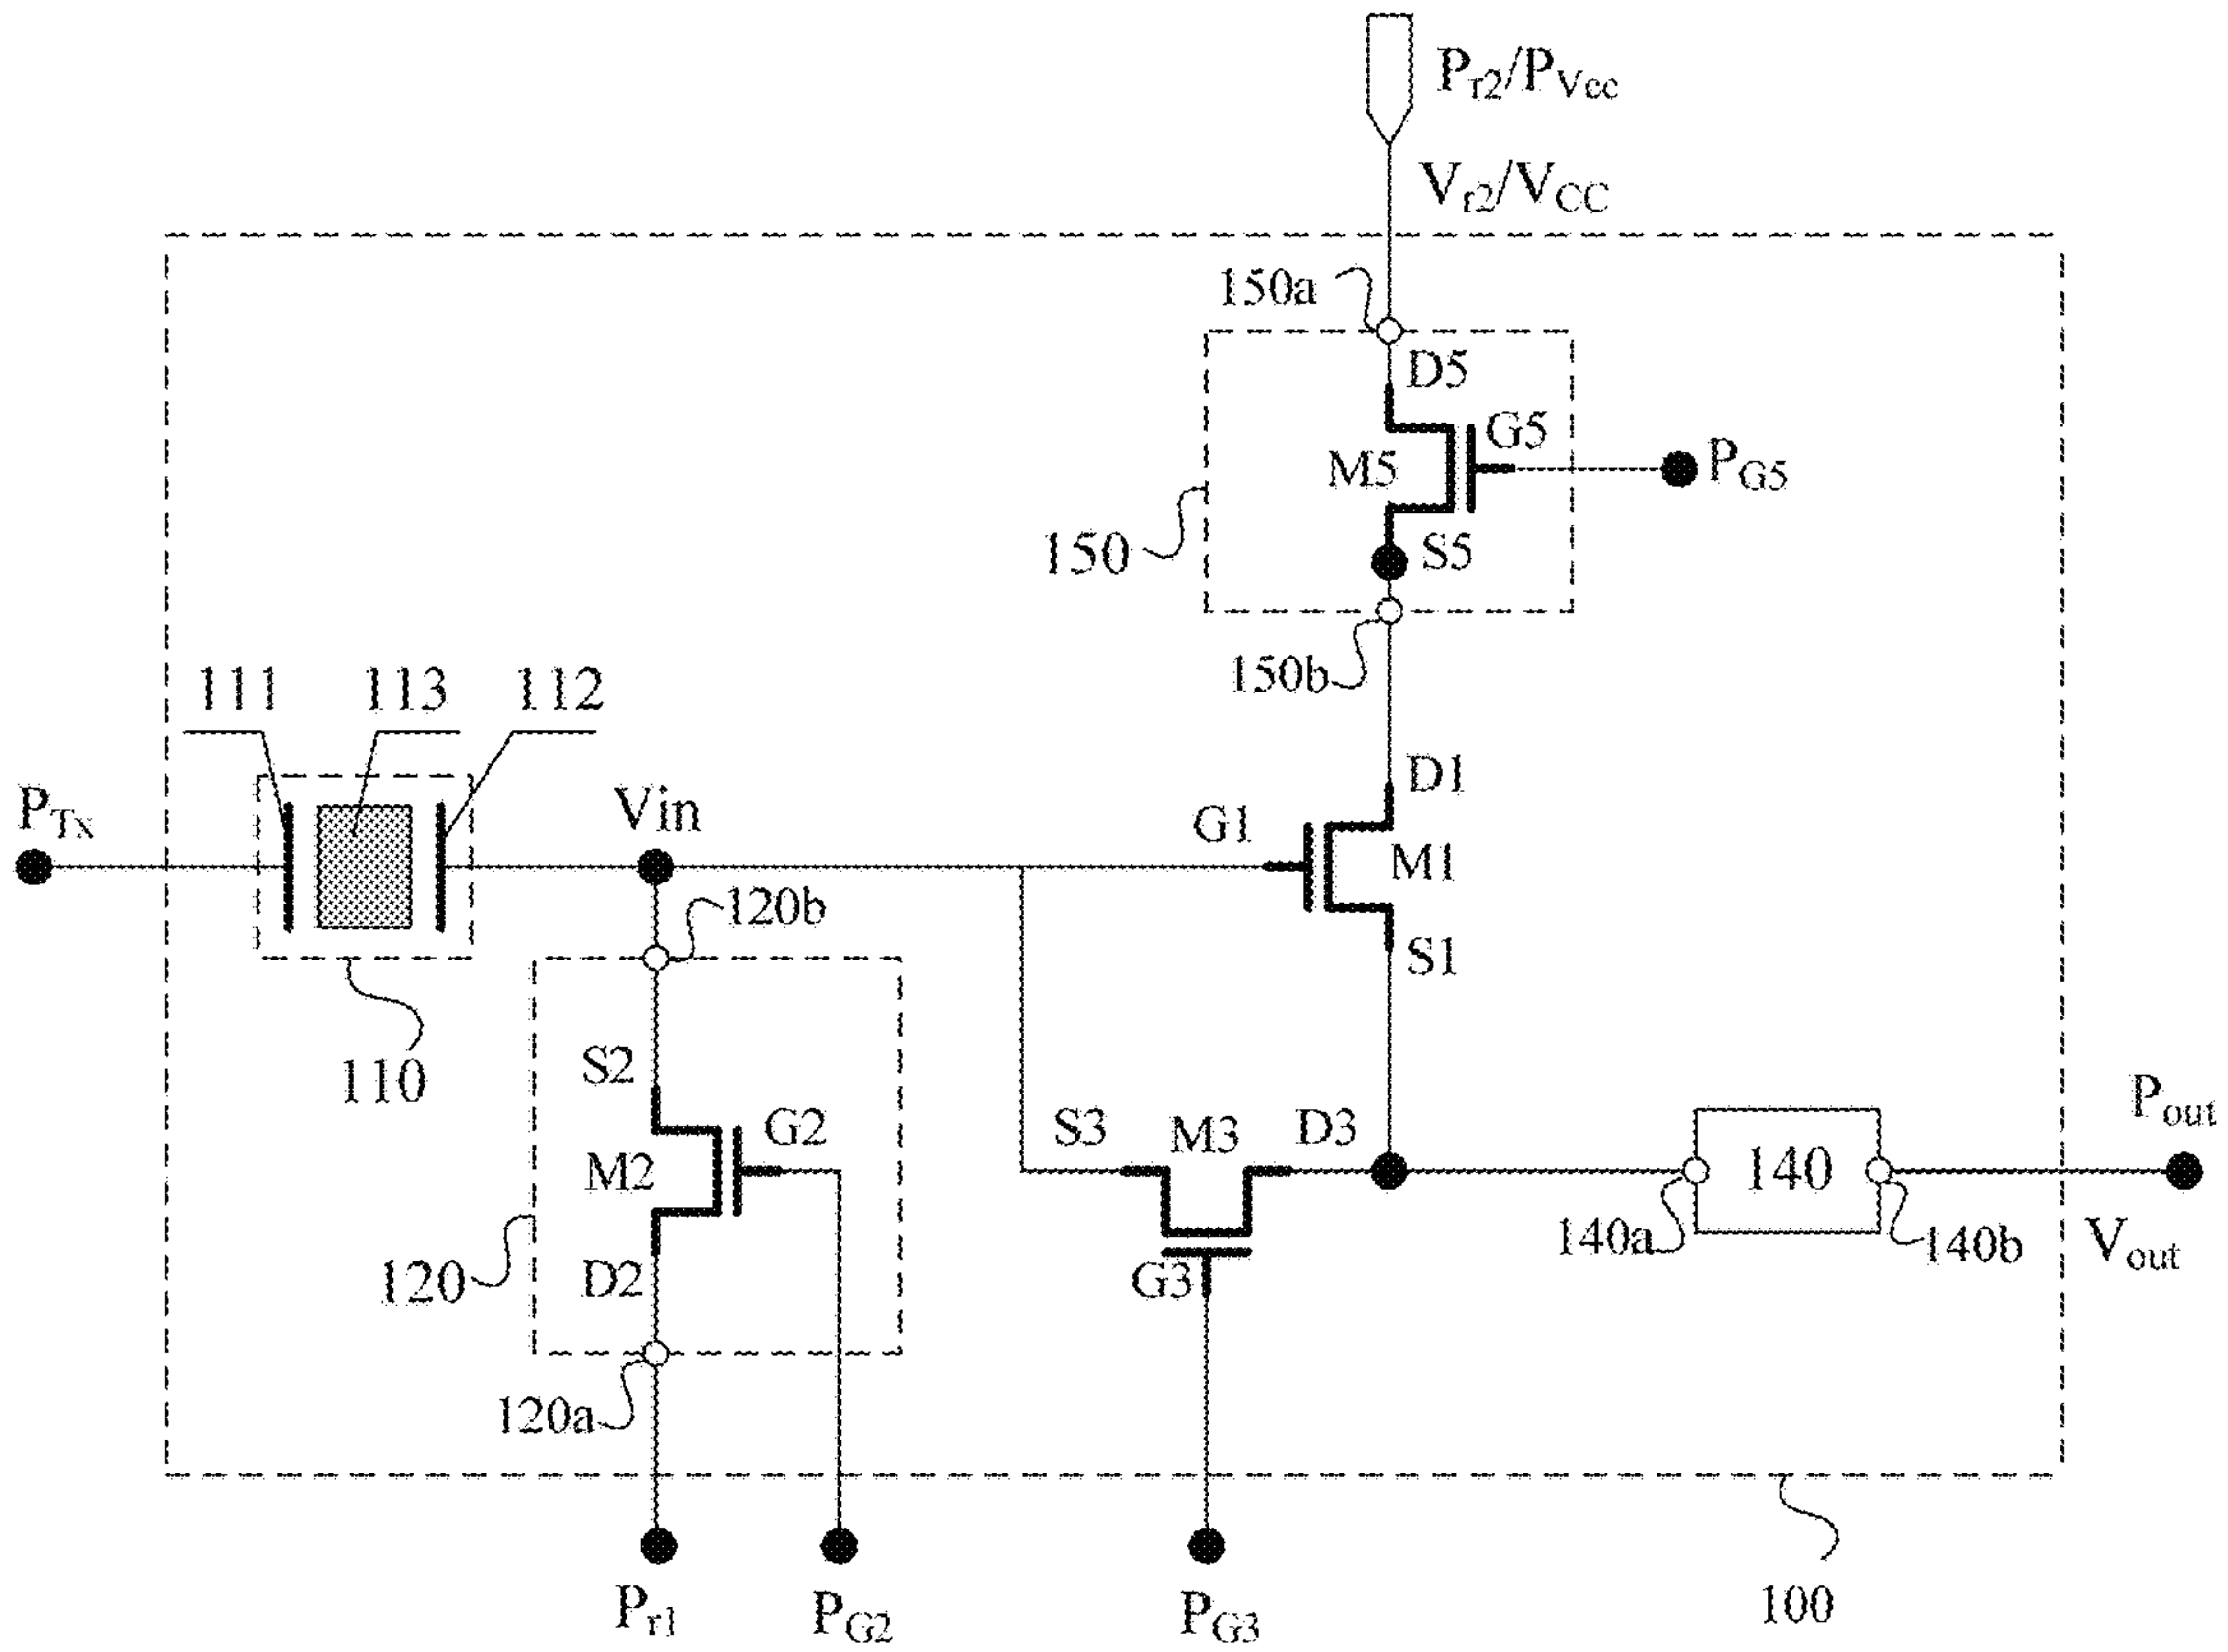 Pr2/PVcc
Vr2/VCC
150a
D5
G5
M5
PG5
150
S5
150b
111 113 112
D1
PTx
Vin
G1
M1
120b
S1
S2
110
Pout
G2
S3 M3 D3
M2
140
140a
140b
Vout
120
D2
G3
120a
100
Pr1
PG2
PG3